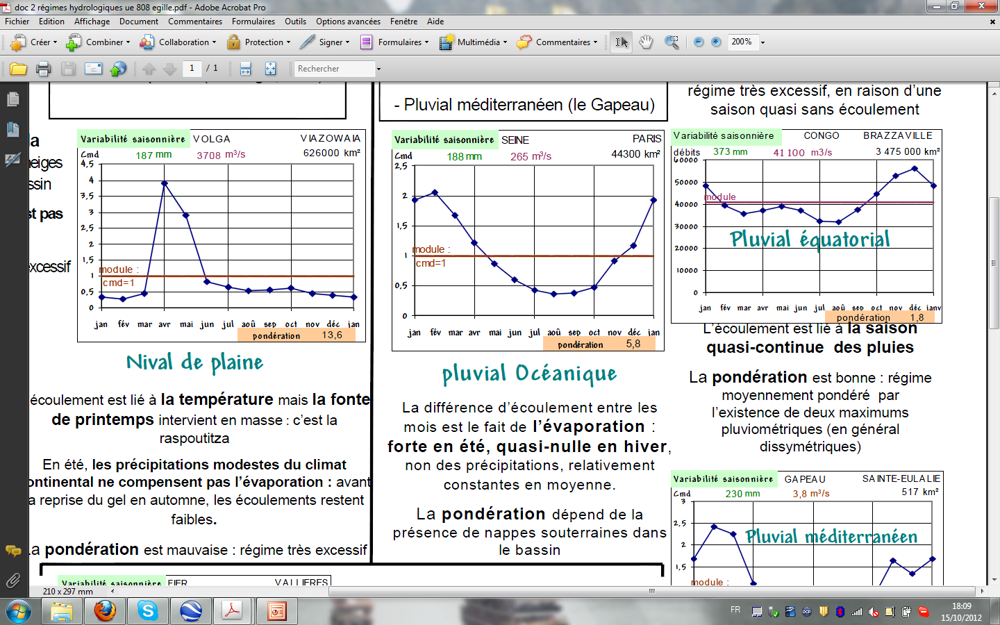 doc 2 régimes hydrologiques ue 808 egille.pdf - Adobe Acrobat Pro
Fichier Edition Affichage Document Commentaires Formulaires Outils Options avancées Fenêtre Aide
Créer Combiner Collaboration Protection Signer Formulaires Multimédia Commentaires 200%
1 / 1 Rechercher
- Pluvial méditerranéen (le Gapeau)
régime très excessif, en raison d'une
saison quasi sans écoulement
la
neiges
ssin
st pas
excessif
Variabilité saisonnière VOLGA VIAZOWAIA
Cmd 187 mm 3708 m³/s 626000 km²
4,5
4
3,5
3
2,5
2
1,5
1
0,5
0
module :
cmd=1
jan fév mar avr mai jun jul aoû sep oct nov déc jan
pondération 13,6
Nival de plaine
écoulement est lié à la température mais la fonte
de printemps intervient en masse : c'est la
raspoutitza
En été, les précipitations modestes du climat
ontinental ne compensent pas l'évaporation : avant
a reprise du gel en automne, les écoulements restent
faibles.
La pondération est mauvaise : régime très excessif
Variabilité saisonnière SEINE PARIS
Cmd 188 mm 265 m³/s 44300 km²
2,5
2
1,5
1
0,5
0
module :
cmd=1
jan fév mar avr mai jun jul aoû sep oct nov déc jan
pondération 5,8
pluvial Océanique
La différence d'écoulement entre les
mois est le fait de l'évaporation :
forte en été, quasi-nulle en hiver,
non des précipitations, relativement
constantes en moyenne.
La pondération dépend de la
présence de nappes souterraines dans
le bassin
Variabilité saisonnière CONGO BRAZZAVILLE
débits 373 mm 41 100 m3/s 3 475 000 km²
60000
50000
40000
30000
20000
10000
0
module
Pluvial équatorial
jan fév mar avr mai jun jul aoû sep oct nov déc janv
pondération 1,8
L'écoulement est lié à la saison
quasi-continue des pluies
La pondération est bonne : régime
moyennement pondéré par
l'existence de deux maximums
pluviométriques (en général
dissymétriques)
Variabilité saisonnière GAPEAU SAINTE-EULALIE
Cmd 230 mm 3,8 m³/s 517 km²
3
2,5
2
1,5
Pluvial méditerranéen
module :
Variabilité saisonnière FIER VALLIERES
210 x 297 mm
FR 18:09
15/10/2012